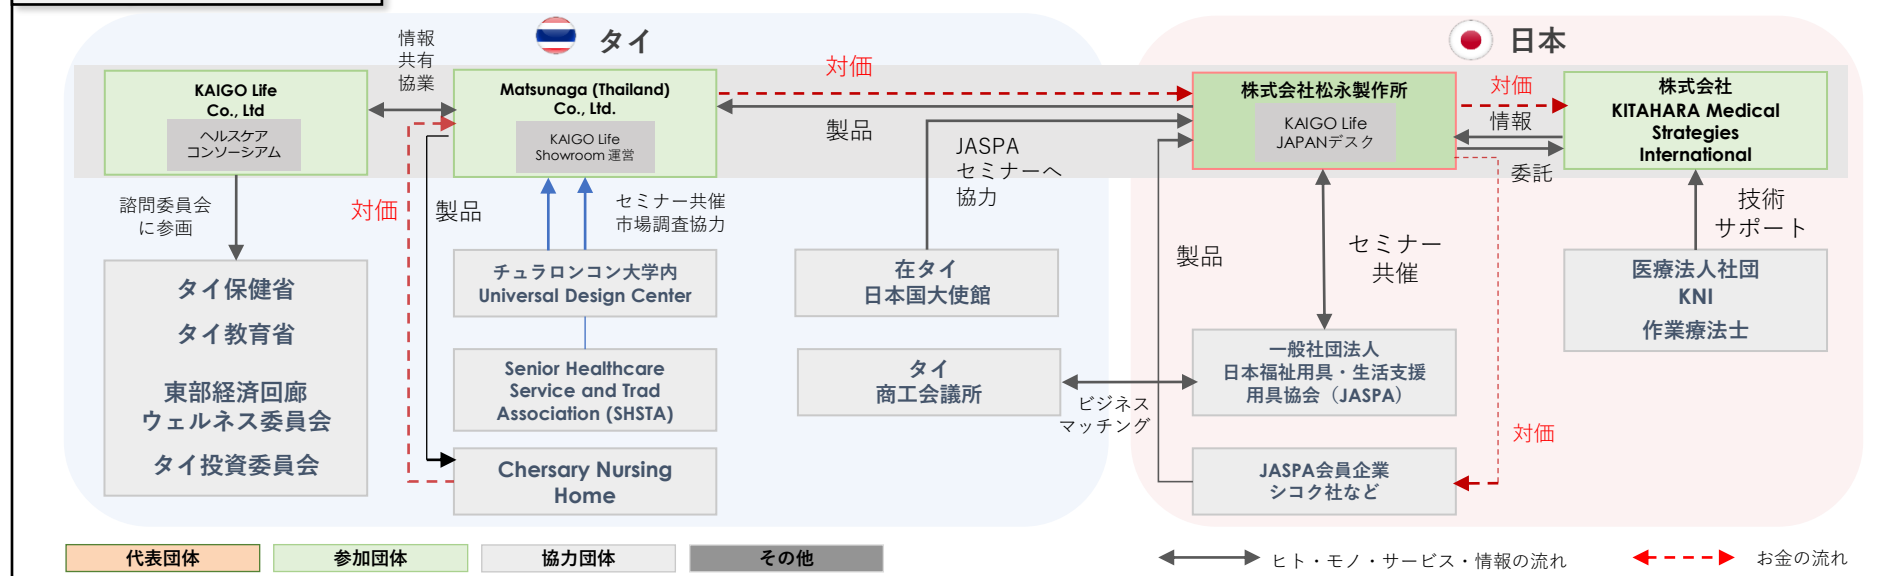 タイ
日本
情報
共有
協業
対価
対価
KAIGO Life
Co., Ltd
ヘルスケア
コンソーシアム
Matsunaga (Thailand)
Co., Ltd.
KAIGO Life
Showroom 運営
製品
JASPA
セミナーへ
協力
株式会社松永製作所
KAIGO Life
JAPANデスク
情報
委託
株式会社
KITAHARA Medical
Strategies
International
諮問委員会
に参画
対価
製品
セミナー共催
市場調査協力
製品
セミナー
共催
技術
サポート
タイ保健省
タイ教育省
東部経済回廊
ウェルネス委員会
タイ投資委員会
チュラロンコン大学内
Universal Design Center
Senior Healthcare
Service and Trad
Association (SHSTA)
Chersary Nursing
Home
在タイ
日本国大使館
タイ
商工会議所
ビジネス
マッチング
一般社団法人
日本福祉用具・生活支援
用具協会（JASPA）
JASPA会員企業
シコク社など
対価
医療法人社団
KNI
作業療法士
代表団体
参加団体
協力団体
その他
ヒト・モノ・サービス・情報の流れ
お金の流れ